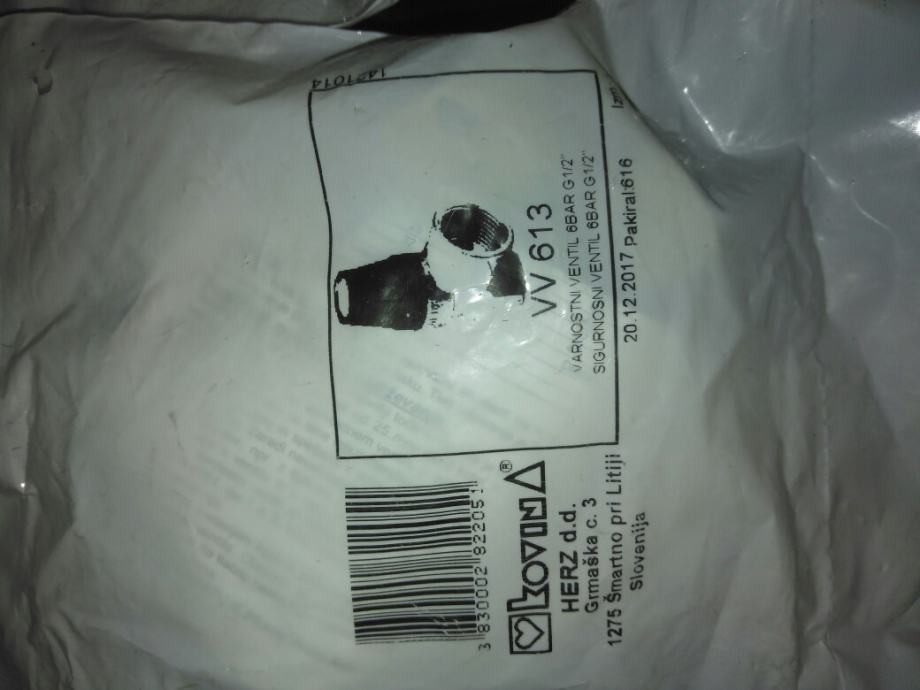 1421014
VV 613
VARNOSTNI VENTIL 6BAR G1/2"
SIGURNOSNI VENTIL 6BAR G1/2"
20.12.2017 Pakiral:616
3 830002 822051
KOVINA®
HERZ d.d.
Grmaška c. 3
1275 Šmartno pri Litiji
Slovenija